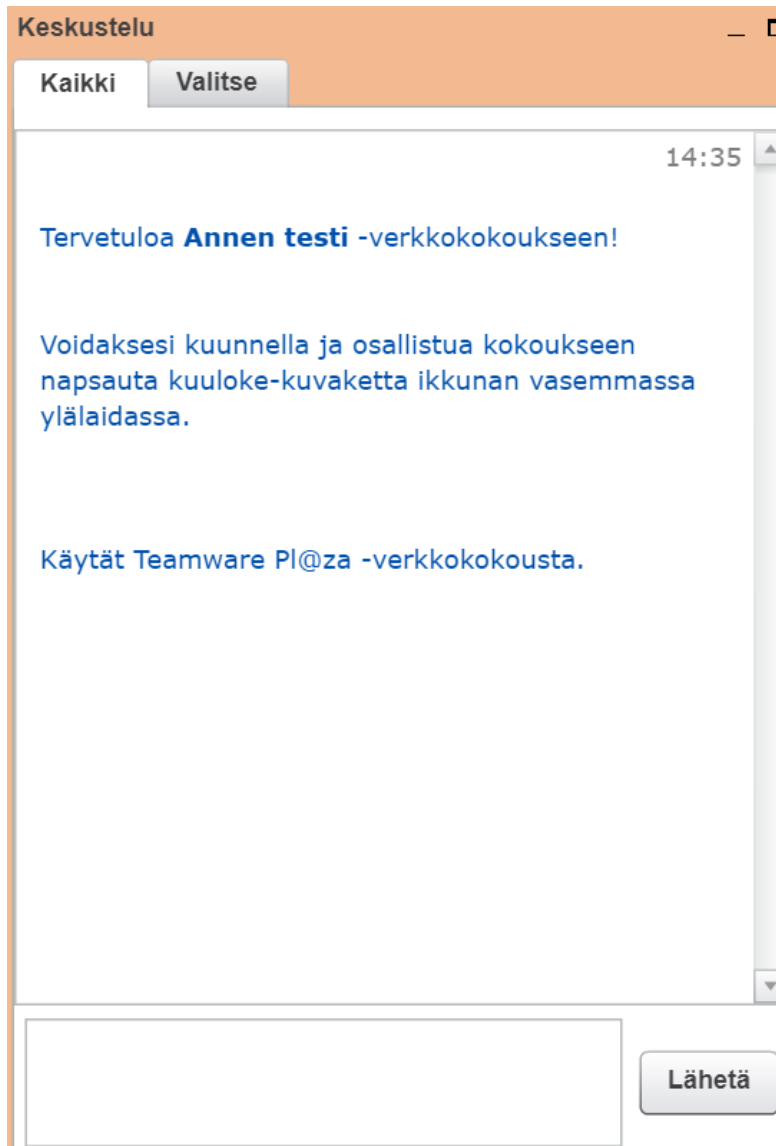 Keskustelu
Kaikki Valitse
14:35
Tervetuloa Annen testi -verkkokokoukseen!
Voidaksesi kuunnella ja osallistua kokoukseen
napsauta kuuloke-kuvaketta ikkunan vasemmassa
ylälaidassa.
Käytät Teamware Pl@za -verkkokokousta.
Lähetä